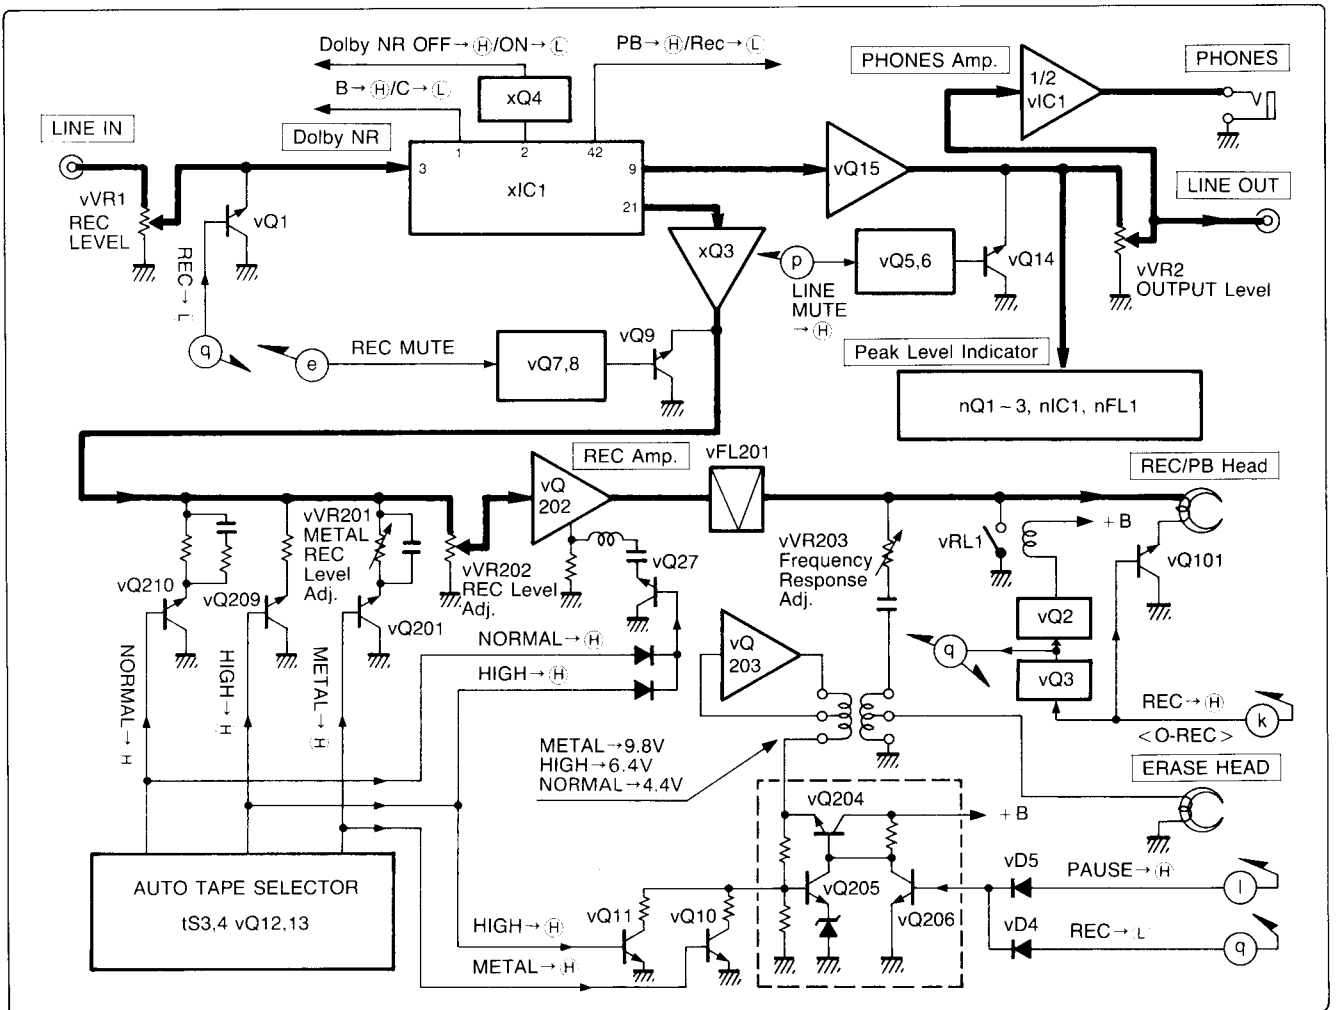 Dolby NR OFF→Ⓗ/ON→Ⓛ
PB→Ⓗ/Rec→Ⓛ
PHONES Amp.
PHONES
1/2
vIC1
B→Ⓗ/C→Ⓛ
xQ4
LINE IN
Dolby NR
1
2
42
3
xIC1
9
21
vQ15
LINE OUT
vVR1
REC
LEVEL
vQ1
REC→L
xQ3
p
LINE
MUTE
→Ⓗ
vQ5,6
vQ14
vVR2
OUTPUT Level
q
e
REC MUTE
vQ7,8
vQ9
Peak Level Indicator
nQ1~3, nIC1, nFL1
REC Amp.
vFL201
REC/PB Head
vQ
202
vVR201
METAL
REC
Level
Adj.
vVR202
REC Level
Adj.
vQ27
vVR203
Frequency
Response
Adj.
vRL1
+B
vQ101
vQ210
vQ209
vQ201
vQ2
vQ3
q
NORMAL→H
HIGH→H
METAL→Ⓗ
NORMAL→Ⓗ
HIGH→Ⓗ
vQ
203
REC→Ⓗ
<O-REC>
k
METAL→9.8V
HIGH→6.4V
NORMAL→4.4V
ERASE HEAD
vQ204
+B
AUTO TAPE SELECTOR
tS3,4 vQ12,13
vQ11
vQ10
vQ205
vQ206
vD5
PAUSE→Ⓗ
l
HIGH→Ⓗ
vD4
REC→Ⓛ
q
METAL→Ⓗ